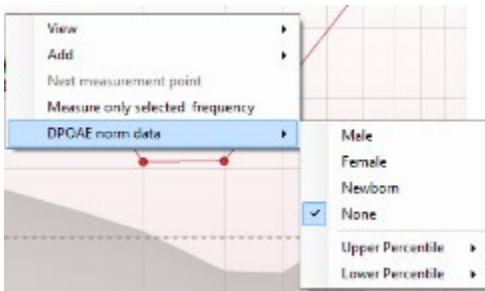 View
Add
Next measurement point
Measure only selected frequency
DPOAE norm data
Male
Female
Newborn
None
Upper Percentile
Lower Percentile